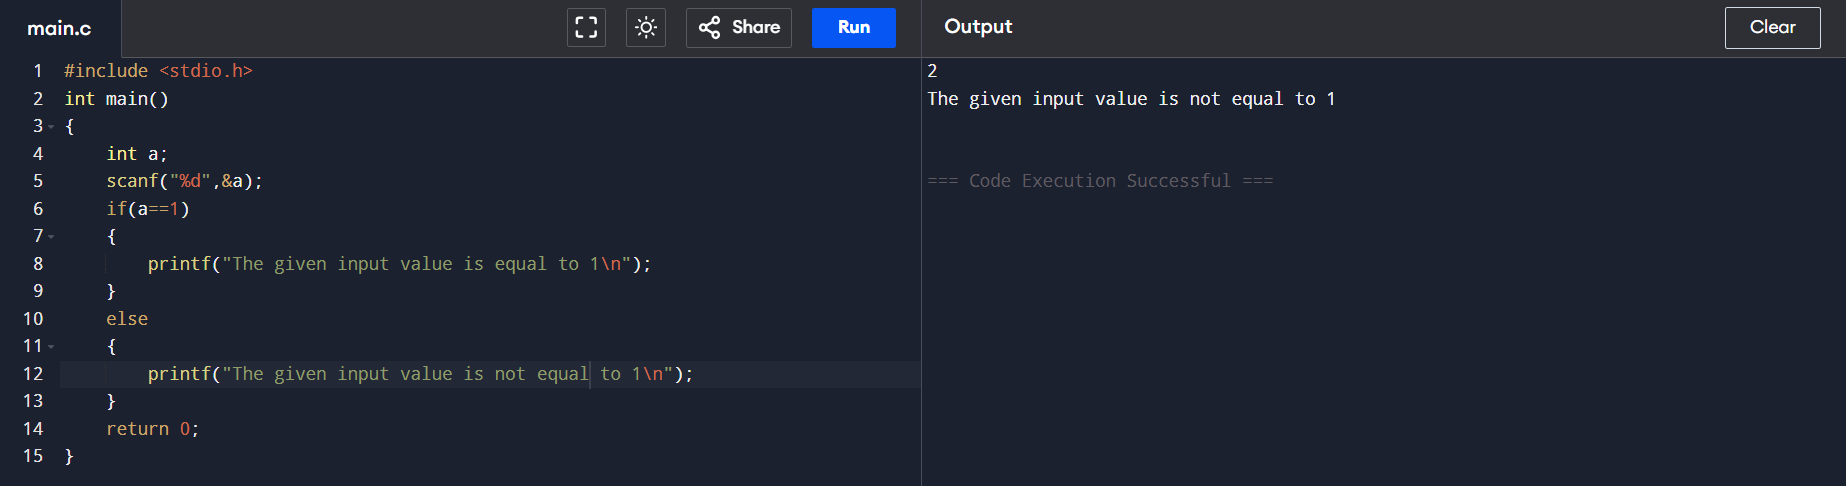 main.c
Share
Run
Output
Clear
1 #include <stdio.h>
2 int main()
3 {
4     int a;
5     scanf("%d",&a);
6     if(a==1)
7     {
8         printf("The given input value is equal to 1\n");
9     }
10     else
11     {
12         printf("The given input value is not equal to 1\n");
13     }
14     return 0;
15 }
2
The given input value is not equal to 1
=== Code Execution Successful ===